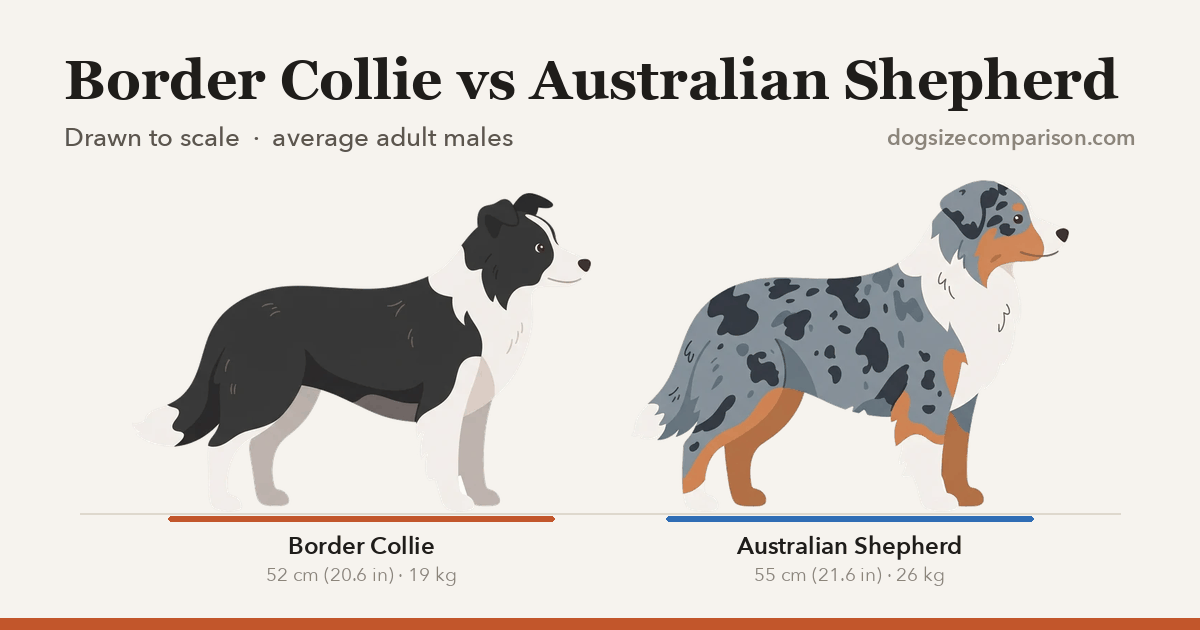 Border Collie vs Australian Shepherd
Drawn to scale · average adult males
dogsizecomparison.com
Border Collie
52 cm (20.6 in) · 19 kg
Australian Shepherd
55 cm (21.6 in) · 26 kg